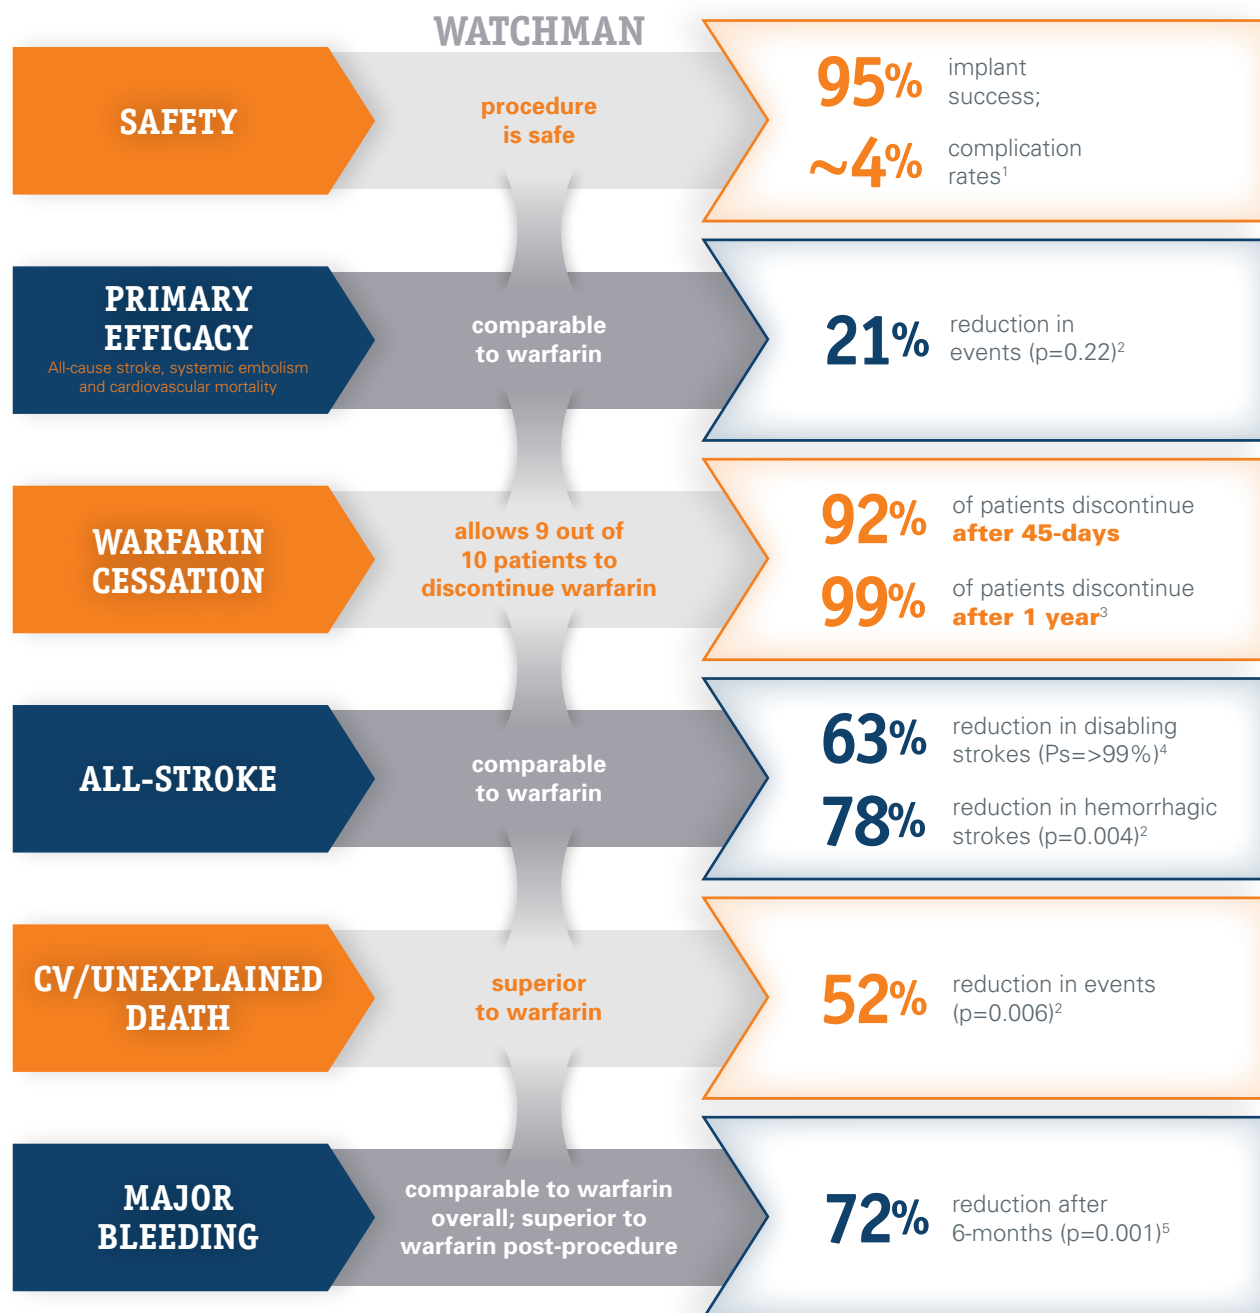 WATCHMAN
SAFETY
procedure
is safe
95% implant
success;
~4% complication
rates¹
PRIMARY
EFFICACY
All-cause stroke, systemic embolism
and cardiovascular mortality
comparable
to warfarin
21% reduction in
events (p=0.22)²
WARFARIN
CESSATION
allows 9 out of
10 patients to
discontinue warfarin
92% of patients discontinue
after 45-days
99% of patients discontinue
after 1 year³
ALL-STROKE
comparable
to warfarin
63% reduction in disabling
strokes (Ps=>99%)⁴
78% reduction in hemorrhagic
strokes (p=0.004)²
CV/UNEXPLAINED
DEATH
superior
to warfarin
52% reduction in events
(p=0.006)²
MAJOR
BLEEDING
comparable to warfarin
overall; superior to
warfarin post-procedure
72% reduction after
6-months (p=0.001)⁵